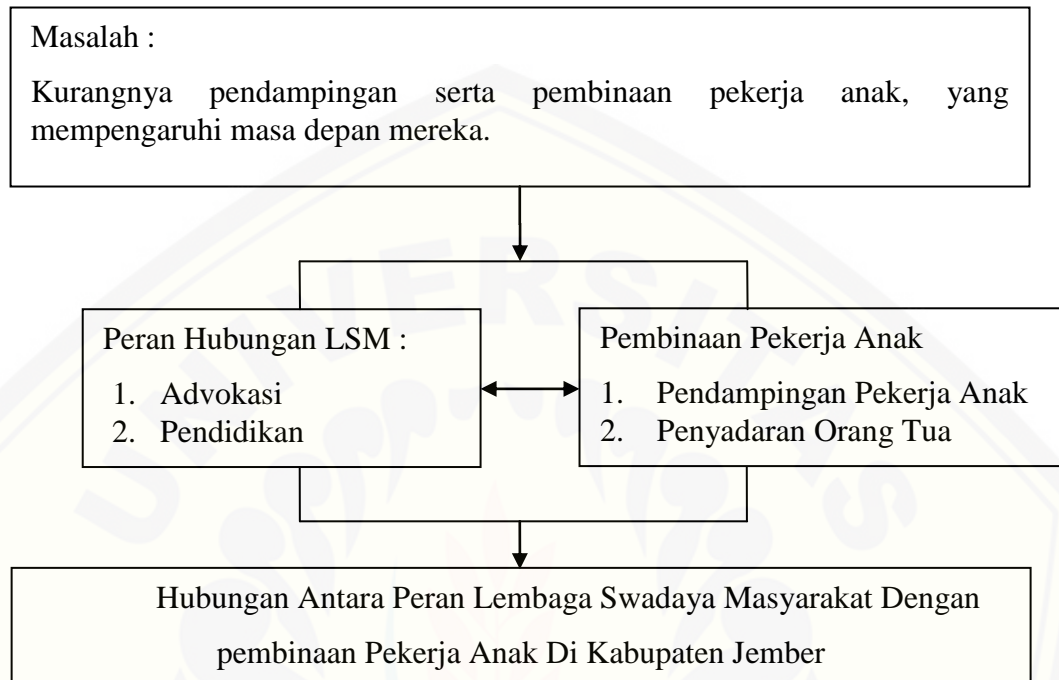 Masalah :
Kurangnya pendampingan serta pembinaan pekerja anak, yang
mempengaruhi masa depan mereka.
Peran Hubungan LSM :
1. Advokasi
2. Pendidikan
Pembinaan Pekerja Anak
1. Pendampingan Pekerja Anak
2. Penyadaran Orang Tua
Hubungan Antara Peran Lembaga Swadaya Masyarakat Dengan
pembinaan Pekerja Anak Di Kabupaten Jember
UNIVERSITAS